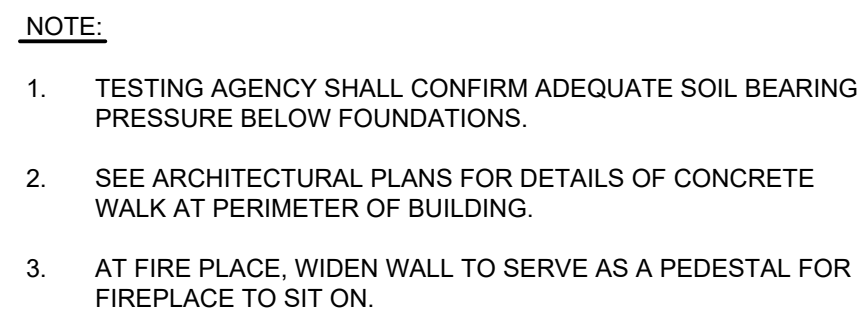 NOTE:
1. TESTING AGENCY SHALL CONFIRM ADEQUATE SOIL BEARING
PRESSURE BELOW FOUNDATIONS.
2. SEE ARCHITECTURAL PLANS FOR DETAILS OF CONCRETE
WALK AT PERIMETER OF BUILDING.
3. AT FIRE PLACE, WIDEN WALL TO SERVE AS A PEDESTAL FOR
FIREPLACE TO SIT ON.